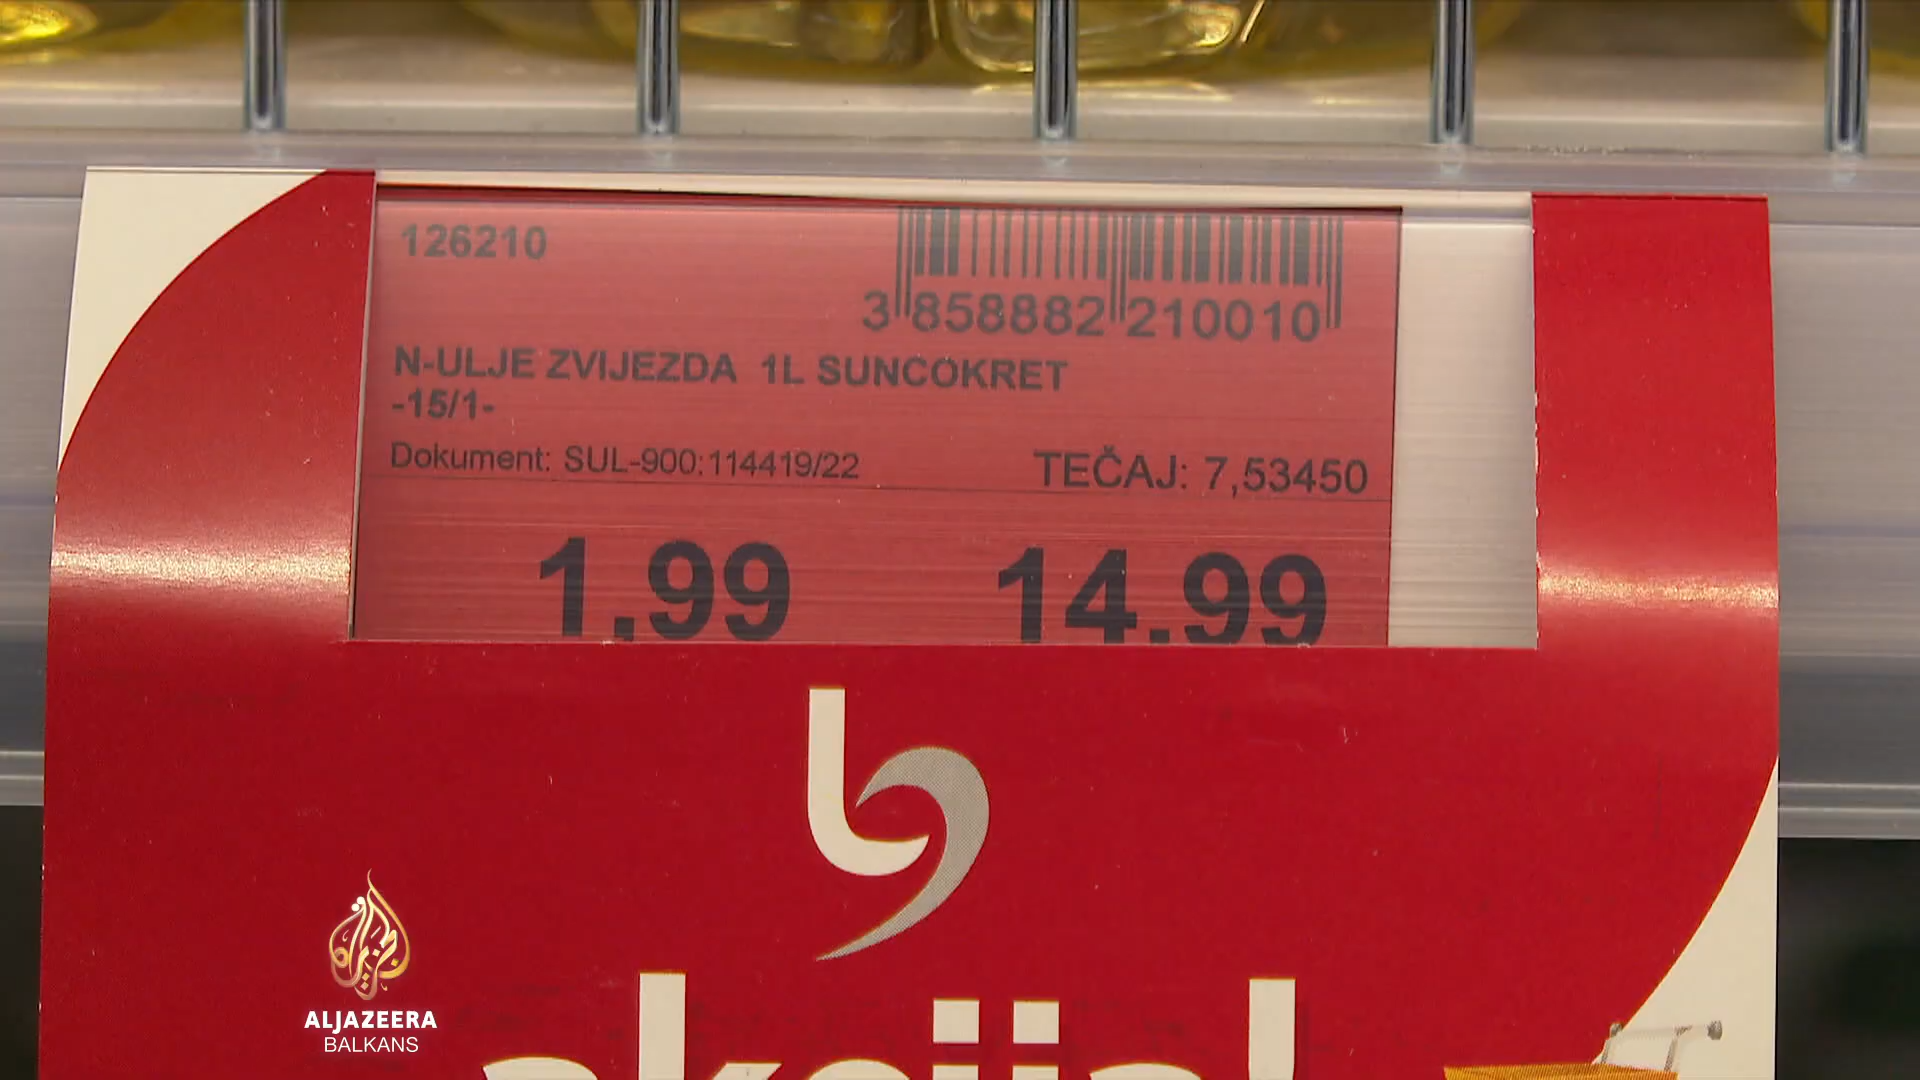 126210
3 858882 210010
N-ULJE ZVIJEZDA 1L SUNCOKRET
-15/1-
Dokument: SUL-900:114419/22
TEČAJ: 7,53450
1,99 14.99
akcija!
ALJAZEERA
BALKANS